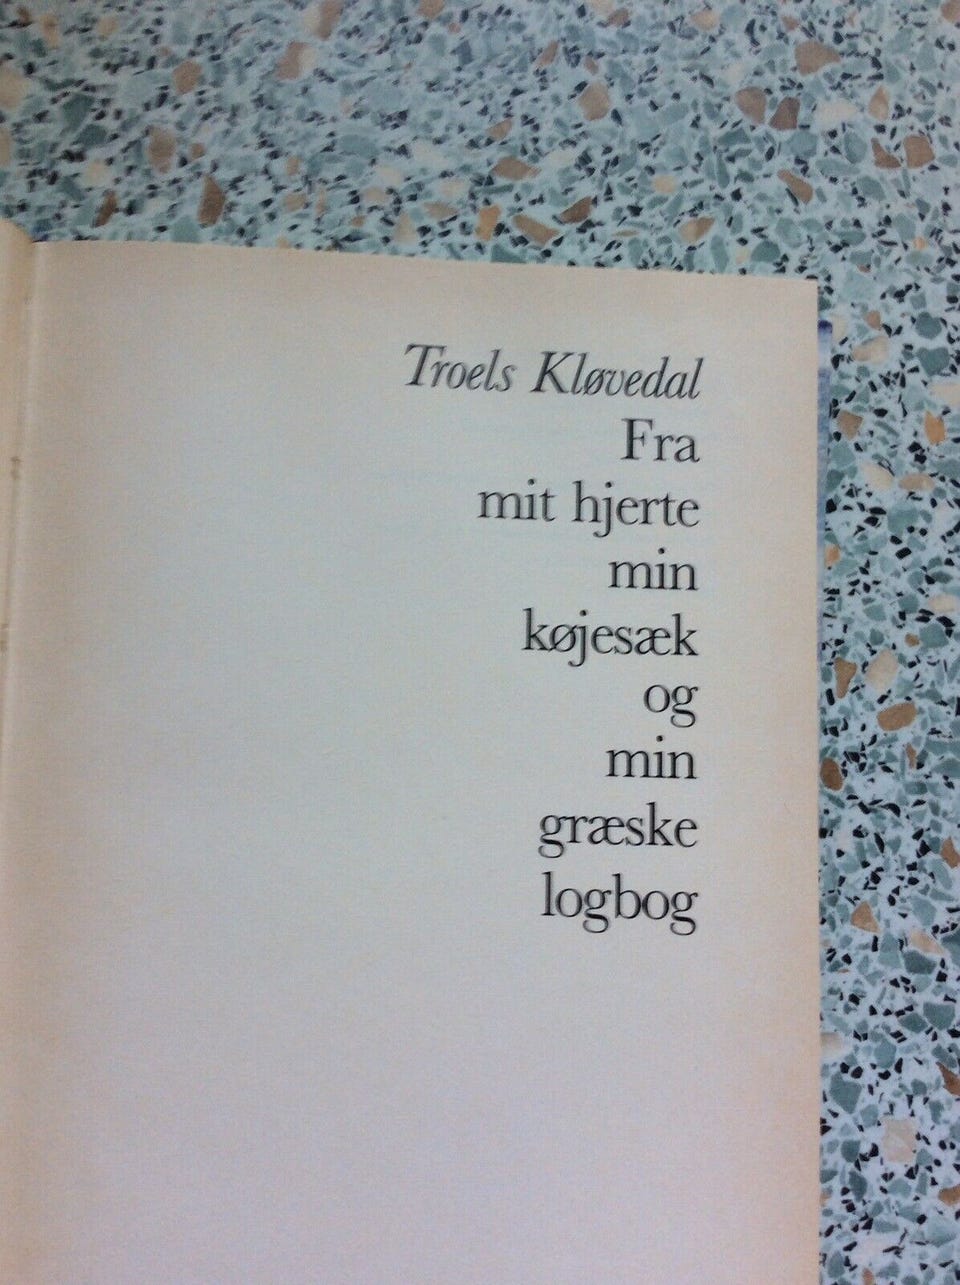 Troels Kløvedal
Fra
mit hjerte
min
køjesæk
og
min
græske
logbog